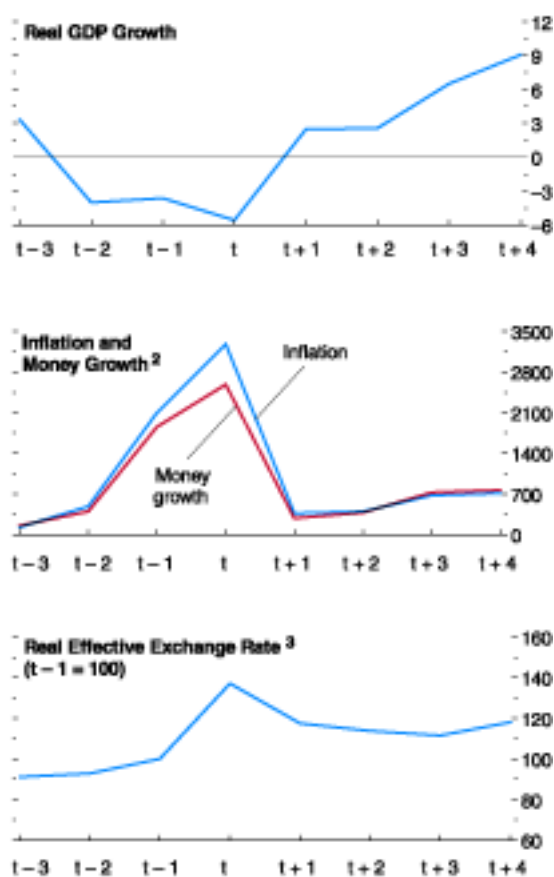 Real GDP Growth
12
9
6
3
0
−3
−6
t − 3 t − 2 t − 1 t t + 1 t + 2 t + 3 t + 4
Inflation and
Money Growth 2
Inflation
Money
growth
3500
2800
2100
1400
700
0
t − 3 t − 2 t − 1 t t + 1 t + 2 t + 3 t + 4
Real Effective Exchange Rate 3
(t − 1 = 100)
160
140
120
100
80
60
t − 3 t − 2 t − 1 t t + 1 t + 2 t + 3 t + 4